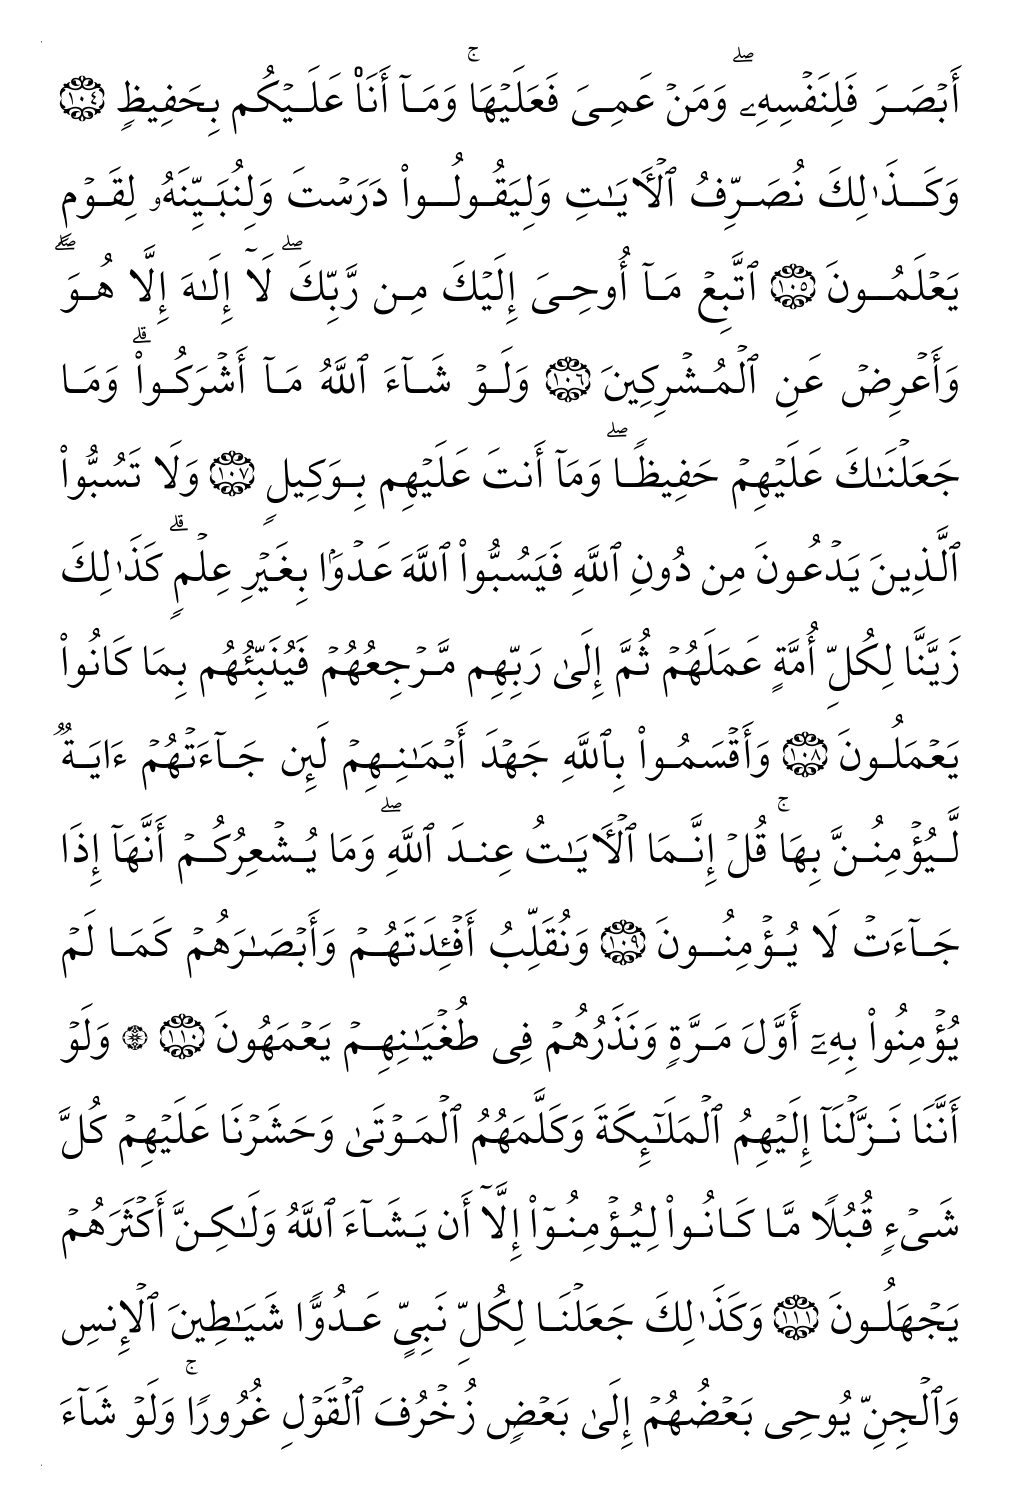 أَبۡصَرَ فَلِنَفۡسِهِۦۖ وَمَنۡ عَمِيَ فَعَلَيۡهَاۚ وَمَآ أَنَا۠ عَلَيۡكُم بِحَفِيظٖ ١٠٤
وَكَذَٰلِكَ نُصَرِّفُ ٱلۡأٓيَٰتِ وَلِيَقُولُواْ دَرَسۡتَ وَلِنُبَيِّنَهُۥ لِقَوۡمٖ
يَعۡلَمُونَ ١٠٥ ٱتَّبِعۡ مَآ أُوحِيَ إِلَيۡكَ مِن رَّبِّكَۖ لَآ إِلَٰهَ إِلَّا هُوَۖ
وَأَعۡرِضۡ عَنِ ٱلۡمُشۡرِكِينَ ١٠٦ وَلَوۡ شَآءَ ٱللَّهُ مَآ أَشۡرَكُواْۗ وَمَا
جَعَلۡنَٰكَ عَلَيۡهِمۡ حَفِيظٗاۖ وَمَآ أَنتَ عَلَيۡهِم بِوَكِيلٖ ١٠٧ وَلَا تَسُبُّواْ
ٱلَّذِينَ يَدۡعُونَ مِن دُونِ ٱللَّهِ فَيَسُبُّواْ ٱللَّهَ عَدۡوَۢا بِغَيۡرِ عِلۡمٖۗ كَذَٰلِكَ
زَيَّنَّا لِكُلِّ أُمَّةٍ عَمَلَهُمۡ ثُمَّ إِلَىٰ رَبِّهِم مَّرۡجِعُهُمۡ فَيُنَبِّئُهُم بِمَا كَانُواْ
يَعۡمَلُونَ ١٠٨ وَأَقۡسَمُواْ بِٱللَّهِ جَهۡدَ أَيۡمَٰنِهِمۡ لَئِن جَآءَتۡهُمۡ ءَايَةٞ
لَّيُؤۡمِنُنَّ بِهَاۚ قُلۡ إِنَّمَا ٱلۡأٓيَٰتُ عِندَ ٱللَّهِۖ وَمَا يُشۡعِرُكُمۡ أَنَّهَآ إِذَا
جَآءَتۡ لَا يُؤۡمِنُونَ ١٠٩ وَنُقَلِّبُ أَفۡـِٔدَتَهُمۡ وَأَبۡصَٰرَهُمۡ كَمَا لَمۡ
يُؤۡمِنُواْ بِهِۦٓ أَوَّلَ مَرَّةٖ وَنَذَرُهُمۡ فِي طُغۡيَٰنِهِمۡ يَعۡمَهُونَ ١١٠ ۞ وَلَوۡ
أَنَّنَا نَزَّلۡنَآ إِلَيۡهِمُ ٱلۡمَلَٰٓئِكَةَ وَكَلَّمَهُمُ ٱلۡمَوۡتَىٰ وَحَشَرۡنَا عَلَيۡهِمۡ كُلَّ
شَيۡءٖ قُبُلٗا مَّا كَانُواْ لِيُؤۡمِنُوٓاْ إِلَّآ أَن يَشَآءَ ٱللَّهُ وَلَٰكِنَّ أَكۡثَرَهُمۡ
يَجۡهَلُونَ ١١١ وَكَذَٰلِكَ جَعَلۡنَا لِكُلِّ نَبِيٍّ عَدُوّٗا شَيَٰطِينَ ٱلۡإِنسِ
وَٱلۡجِنِّ يُوحِي بَعۡضُهُمۡ إِلَىٰ بَعۡضٖ زُخۡرُفَ ٱلۡقَوۡلِ غُرُورٗاۚ وَلَوۡ شَآءَ